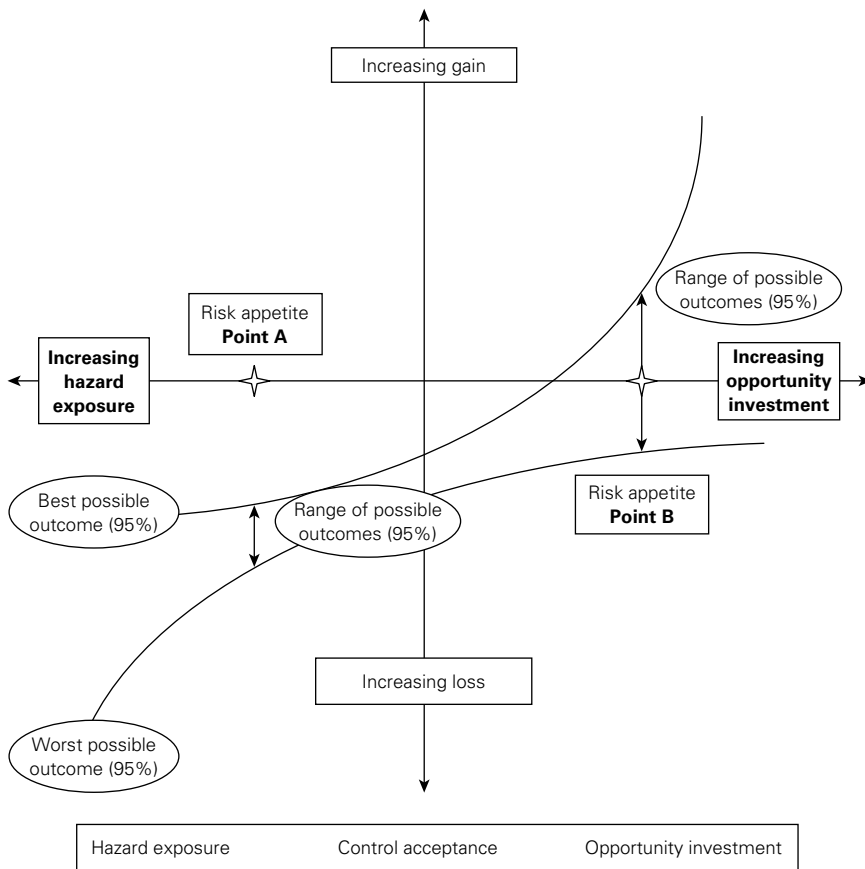 Increasing gain
Range of possible
outcomes (95%)
Risk appetite
Point A
Increasing
hazard
exposure
Increasing
opportunity
investment
Best possible
outcome (95%)
Range of possible
outcomes (95%)
Risk appetite
Point B
Increasing loss
Worst possible
outcome (95%)
Hazard exposure Control acceptance Opportunity investment